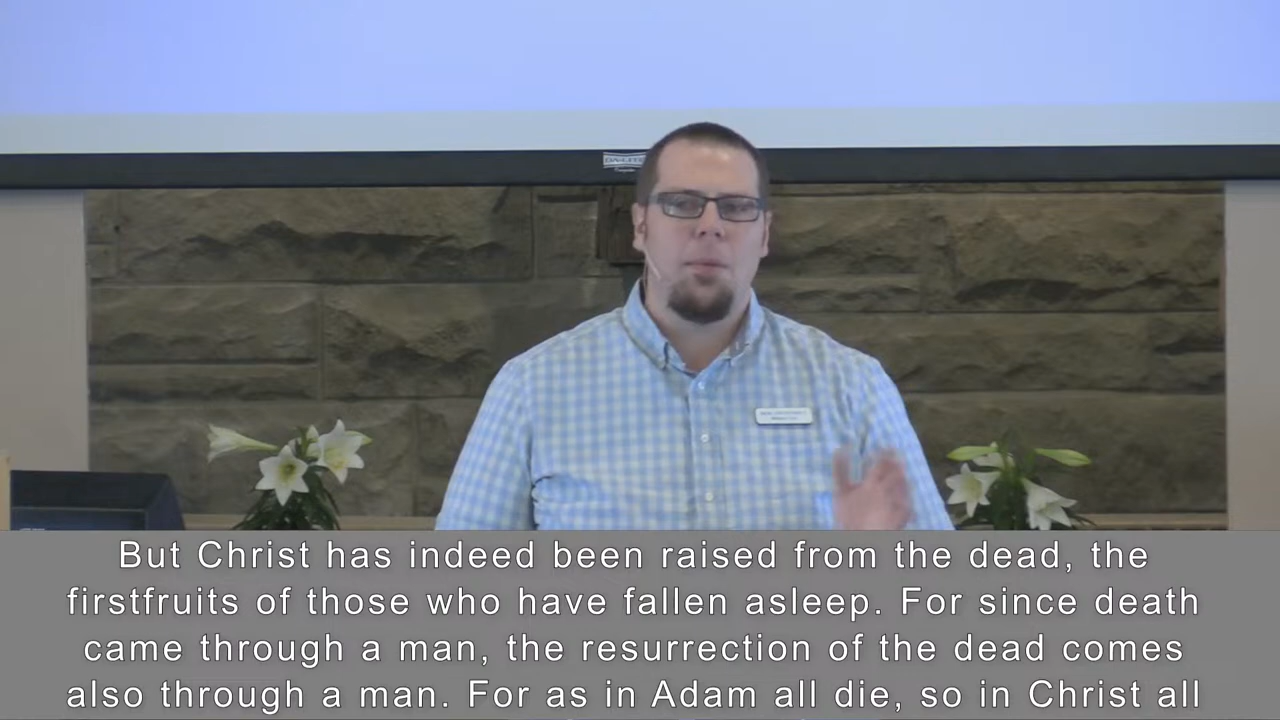 DA-LITE
But Christ has indeed been raised from the dead, the
firstfruits of those who have fallen asleep. For since death
came through a man, the resurrection of the dead comes
also through a man. For as in Adam all die, so in Christ all